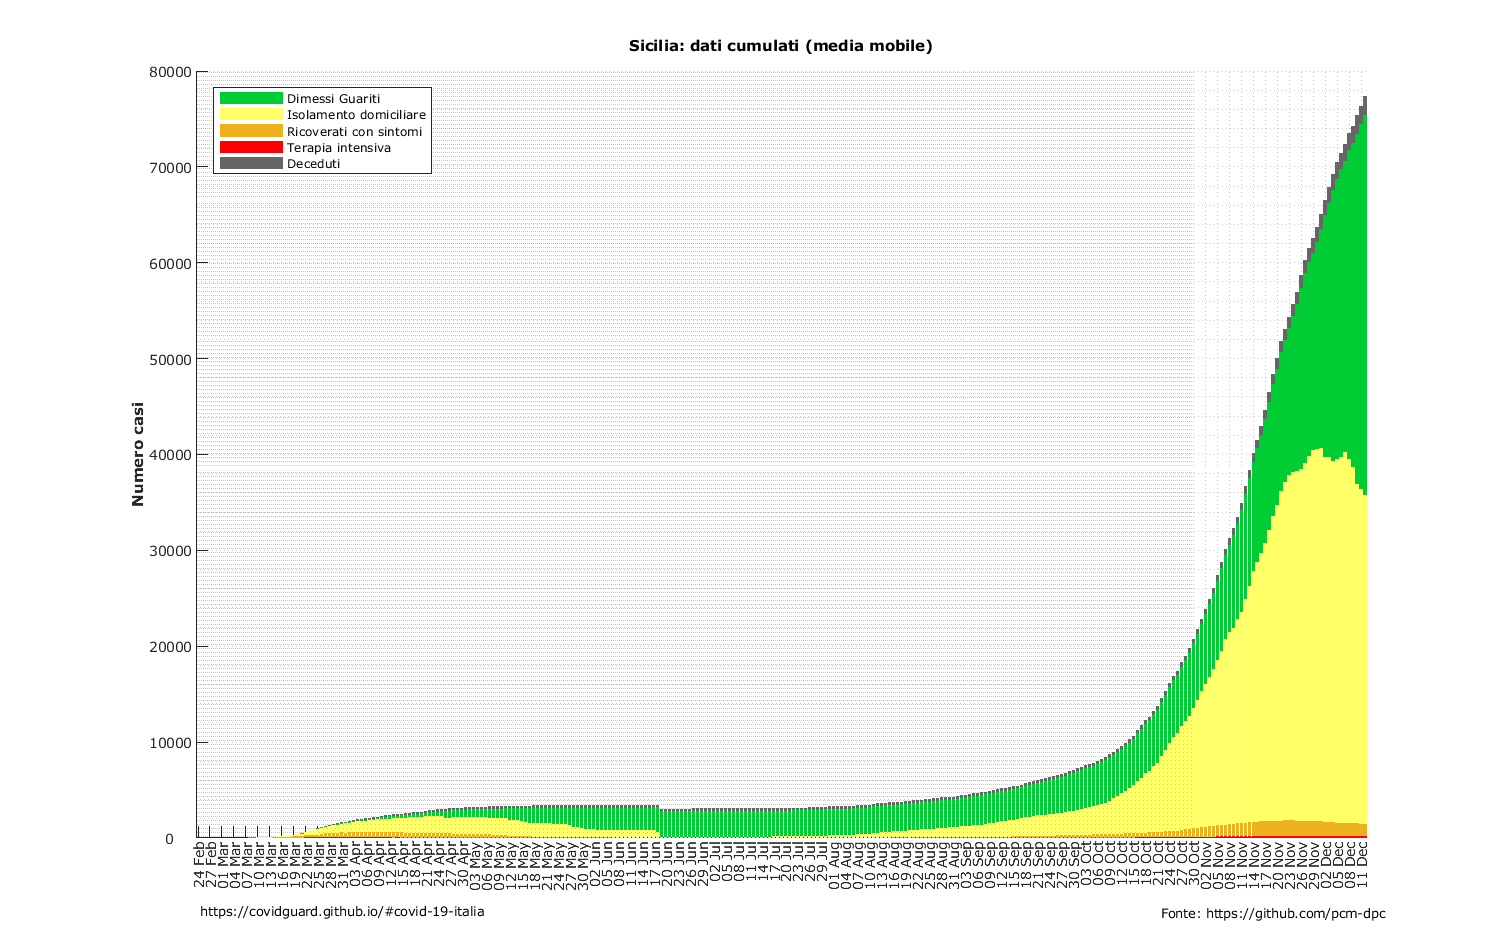 Sicilia: dati cumulati (media mobile)
80000
70000
60000
50000
40000
30000
20000
10000
0
Numero casi
Dimessi Guariti
Isolamento domiciliare
Ricoverati con sintomi
Terapia intensiva
Deceduti
24 Feb
27 Feb
01 Mar
04 Mar
07 Mar
10 Mar
13 Mar
16 Mar
19 Mar
22 Mar
25 Mar
28 Mar
31 Mar
03 Apr
06 Apr
09 Apr
12 Apr
15 Apr
18 Apr
21 Apr
24 Apr
27 Apr
30 Apr
03 May
06 May
09 May
12 May
15 May
18 May
21 May
24 May
27 May
30 May
02 Jun
05 Jun
08 Jun
11 Jun
14 Jun
17 Jun
20 Jun
23 Jun
26 Jun
29 Jun
02 Jul
05 Jul
08 Jul
11 Jul
14 Jul
17 Jul
20 Jul
23 Jul
26 Jul
29 Jul
01 Aug
04 Aug
07 Aug
10 Aug
13 Aug
16 Aug
19 Aug
22 Aug
25 Aug
28 Aug
31 Aug
03 Sep
06 Sep
09 Sep
12 Sep
15 Sep
18 Sep
21 Sep
24 Sep
27 Sep
30 Sep
03 Oct
06 Oct
09 Oct
12 Oct
15 Oct
18 Oct
21 Oct
24 Oct
27 Oct
30 Oct
02 Nov
05 Nov
08 Nov
11 Nov
14 Nov
17 Nov
20 Nov
23 Nov
26 Nov
29 Nov
02 Dec
05 Dec
08 Dec
11 Dec
https://covidguard.github.io/#covid-19-italia
Fonte: https://github.com/pcm-dpc